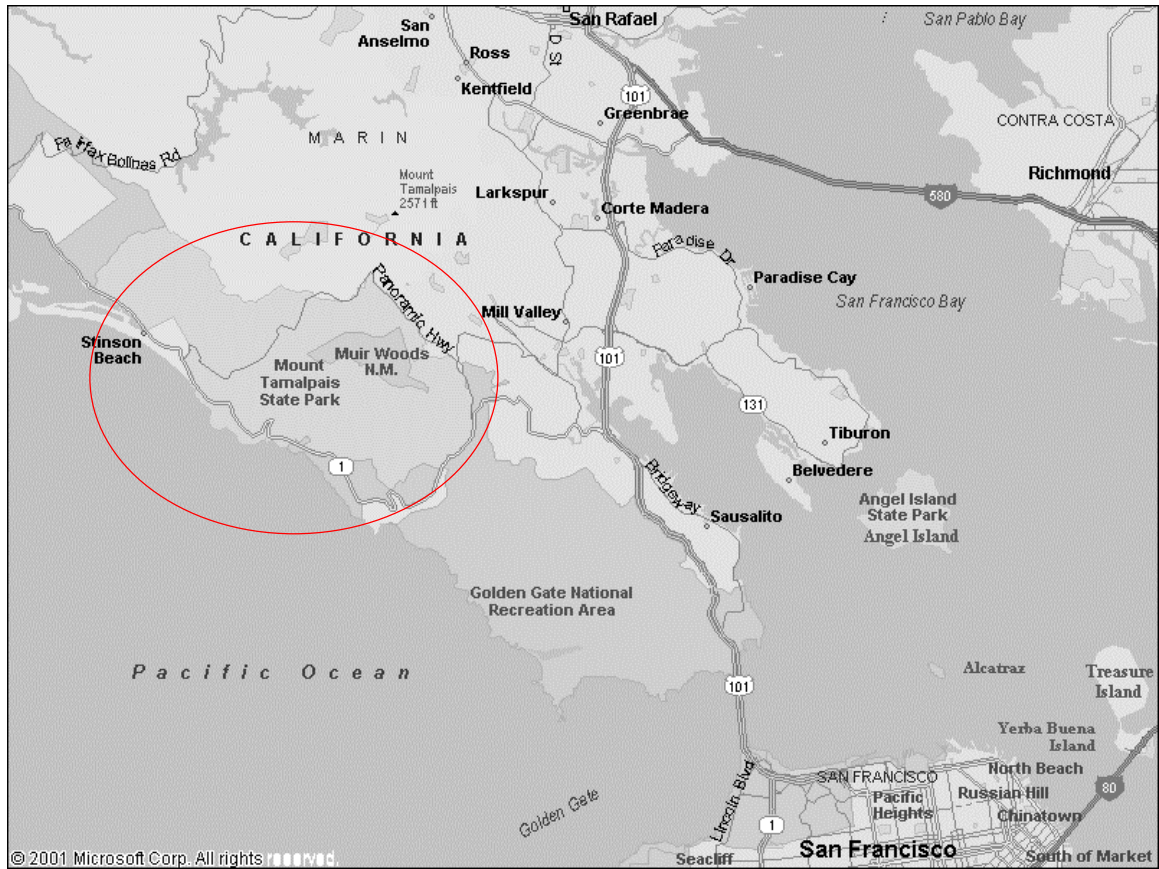 San Rafael
San Pablo Bay
San
Anselmo
D St
Ross
Kentfield
101
Greenbrae
CONTRA COSTA
MARIN
Fairfax Bolinas Rd
Richmond
Mount
Tamalpais
2571 ft
Larkspur
580
Corte Madera
CALIFORNIA
Paradise Dr
Panoramic Hwy
Paradise Cay
San Francisco Bay
Mill Valley
Stinson
Beach
Muir Woods
N.M.
101
Mount
Tamalpais
State Park
131
Tiburon
1
Belvedere
Bridgeway
Angel Island
State Park
Sausalito
Angel Island
Golden Gate National
Recreation Area
Pacific Ocean
Alcatraz
Treasure
Island
101
Yerba Buena
Island
North Beach
SAN FRANCISCO
Lincoln Blvd
80
Pacific
Heights
Russian Hill
Golden Gate
Chinatown
1
San Francisco
Seacliff
South of Market
© 2001 Microsoft Corp. All rights reserved.